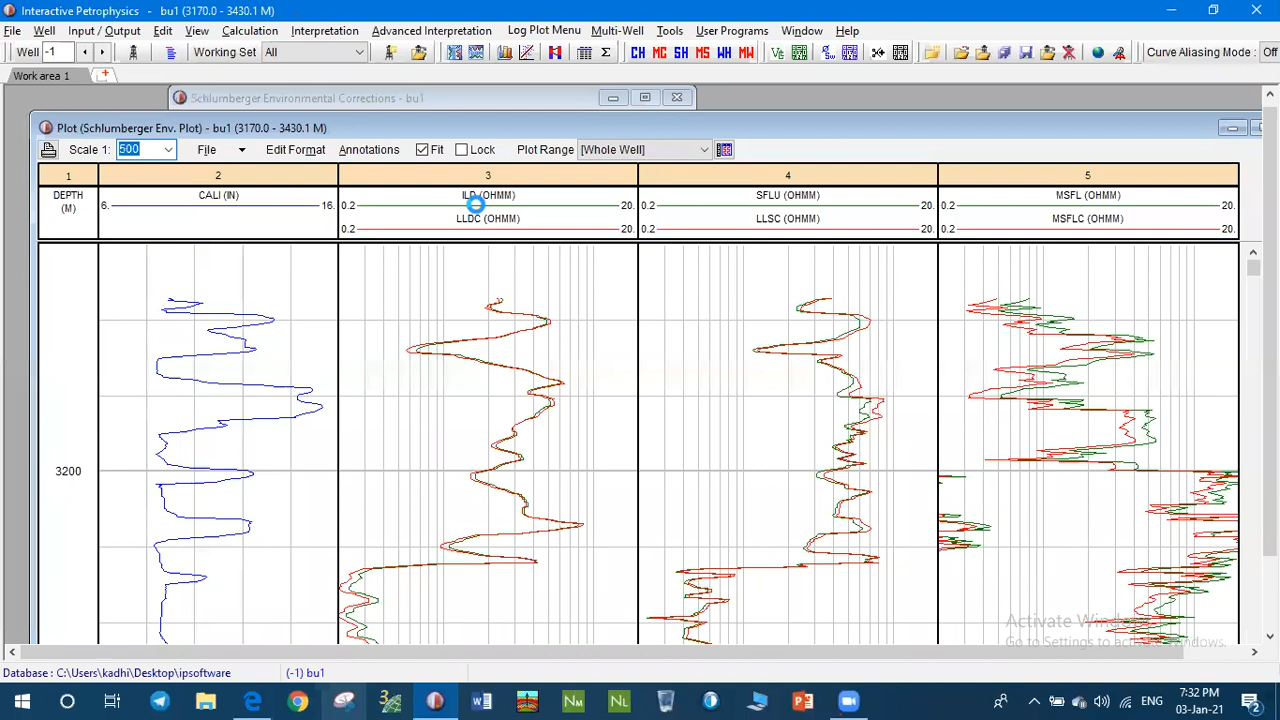 Interactive Petrophysics - bu1 (3170.0 - 3430.1 M)
File Well Input / Output Edit View Calculation Interpretation Advanced Interpretation Log Plot Menu Multi-Well Tools User Programs Window Help
Well -1 Working Set All CH MC SH MS WH MW Curve Aliasing Mode : Off
Work area 1
Schlumberger Environmental Corrections - bu1
Plot (Schlumberger Env. Plot) - bu1 (3170.0 - 3430.1 M)
Scale 1: 500 File Edit Format Annotations Fit Lock Plot Range [Whole Well]
1 2 3 4 5
DEPTH (M)
CALI (IN)
6. 16.
ILD (OHMM)
0.2 20.
LLDC (OHMM)
0.2 20.
SFLU (OHMM)
0.2 20.
LLSC (OHMM)
0.2 20.
MSFL (OHMM)
0.2 20.
MSFLC (OHMM)
0.2 20.
3200
Activate Windows
Go to Settings to activate Windows.
Database : C:\Users\kadhi\Desktop\ipsoftware (-1) bu1
ENG
7:32 PM
03-Jan-21
2